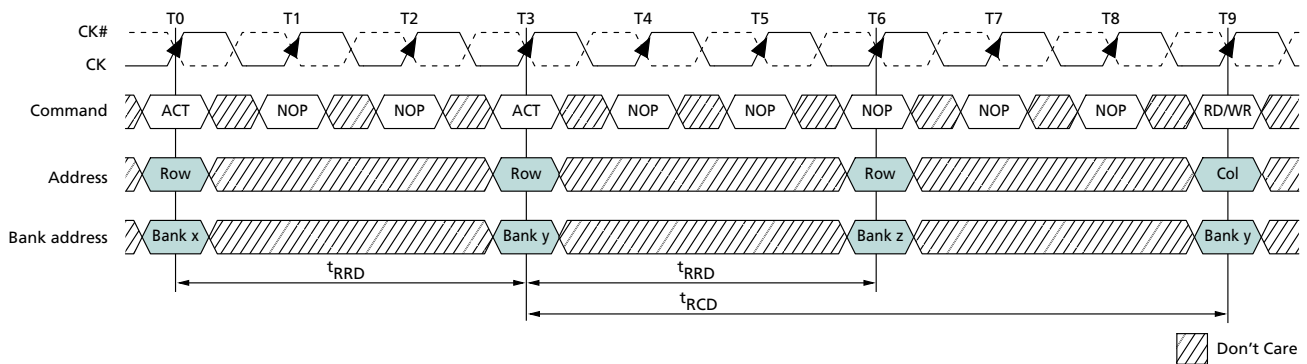 T0 T1 T2 T3 T4 T5 T6 T7 T8 T9
CK#
CK
Command ACT NOP NOP ACT NOP NOP NOP NOP NOP RD/WR
Address Row Row Row Col
Bank address Bank x Bank y Bank z Bank y
tRRD tRRD
tRCD
Don't Care